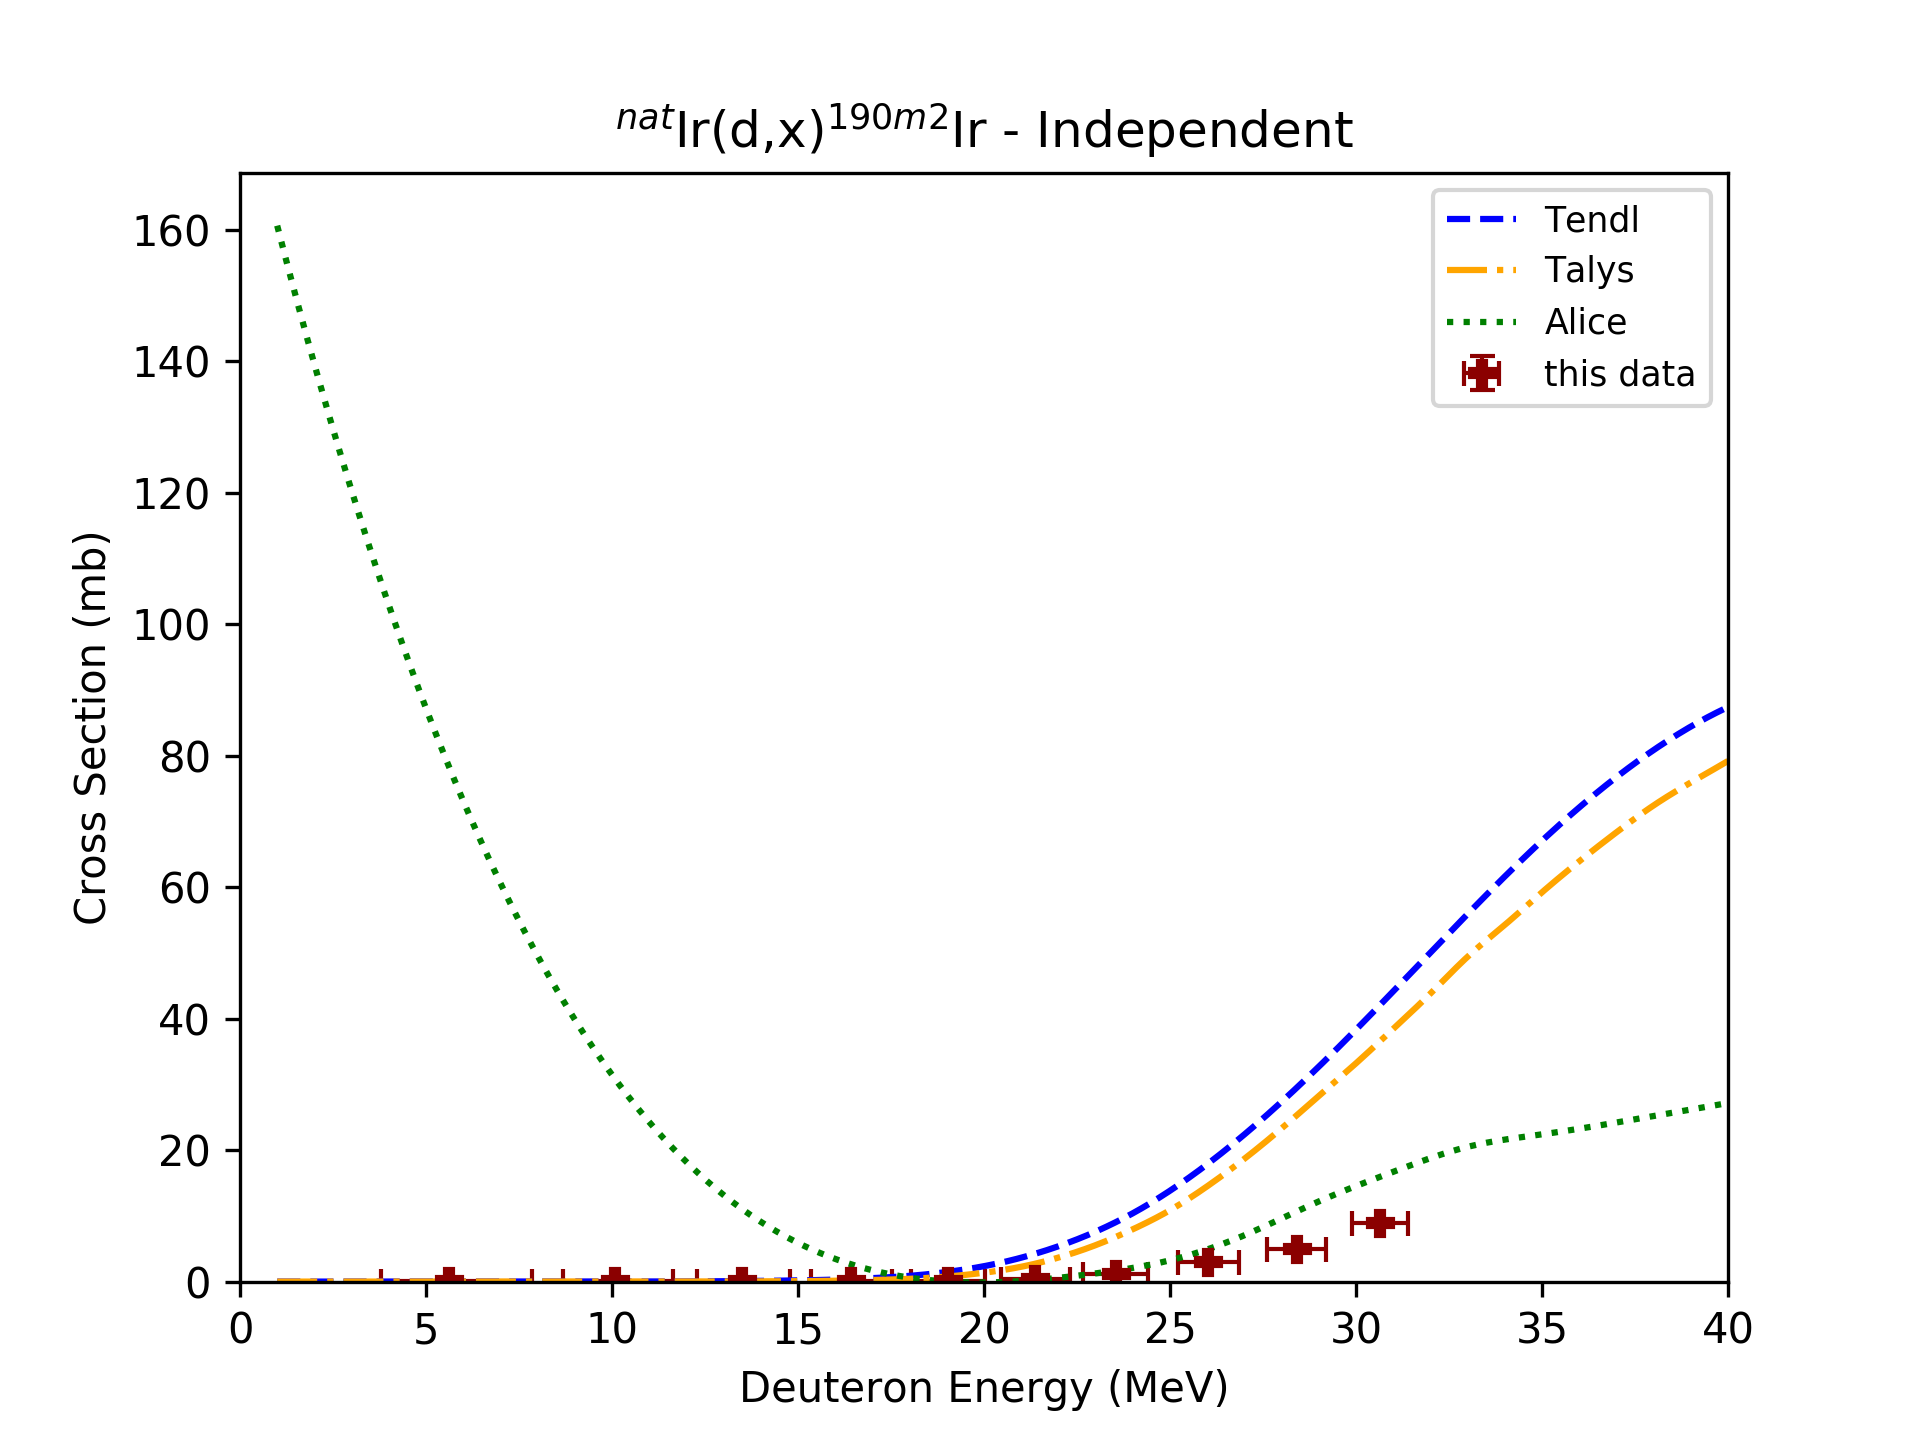 natIr(d,x)190m2Ir - Independent
Tendl
Talys
Alice
this data
Cross Section (mb)
160
140
120
100
80
60
40
20
0
0 5 10 15 20 25 30 35 40
Deuteron Energy (MeV)